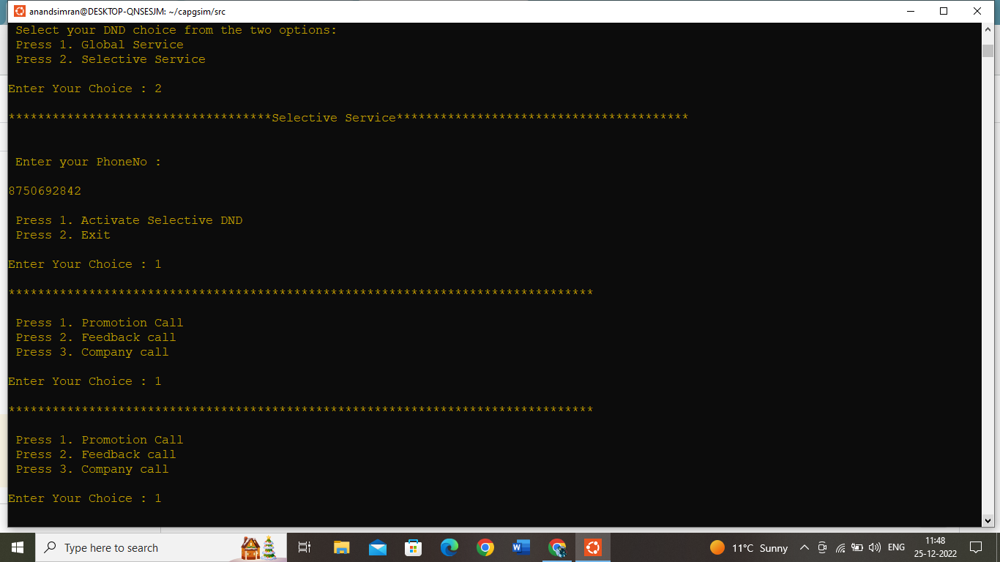 anandsimran@DESKTOP-QNSESJM: ~/capgsim/src
Select your DND choice from the two options:
Press 1. Global Service
Press 2. Selective Service
Enter Your Choice : 2
************************************Selective Service****************************************
Enter your PhoneNo :
8750692842
Press 1. Activate Selective DND
Press 2. Exit
Enter Your Choice : 1
********************************************************************************
Press 1. Promotion Call
Press 2. Feedback call
Press 3. Company call
Enter Your Choice : 1
********************************************************************************
Press 1. Promotion Call
Press 2. Feedback call
Press 3. Company call
Enter Your Choice : 1
Type here to search
11°C Sunny
ENG
11:48
25-12-2022